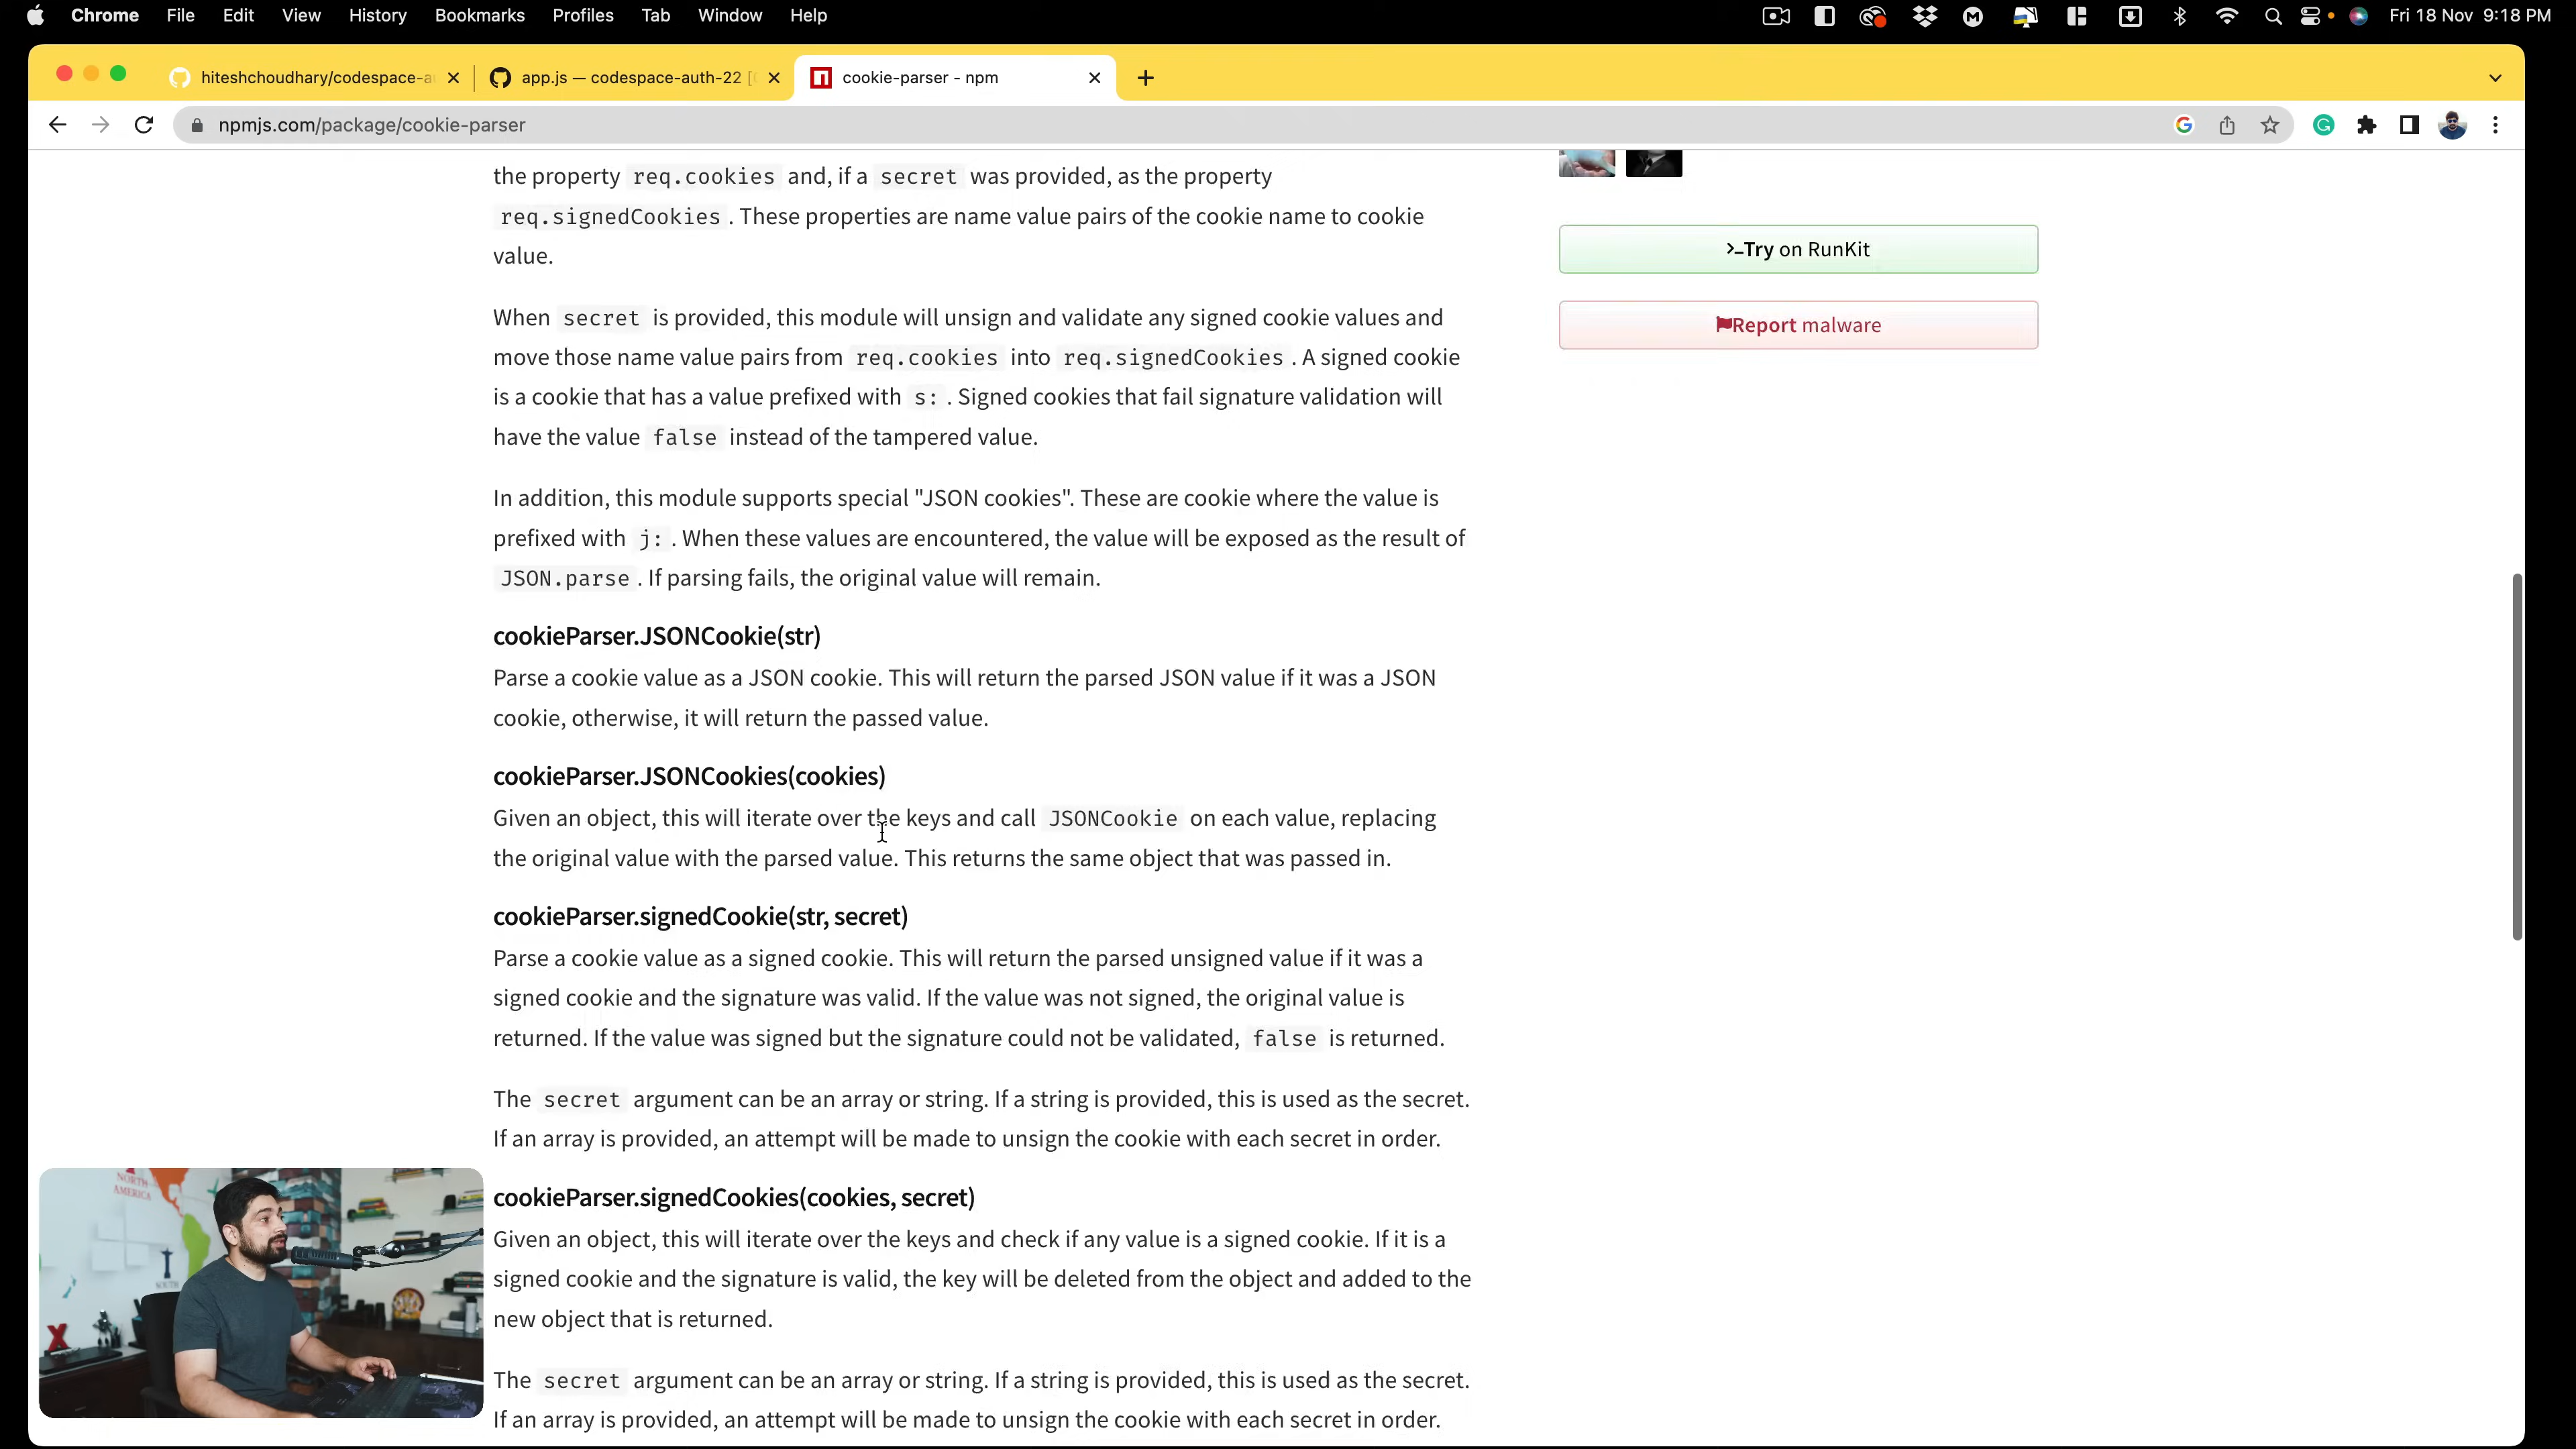 Chrome File Edit View History Bookmarks Profiles Tab Window Help Fri 18 Nov 9:18 PM
hiteshchoudhary/codespace-au app.js — codespace-auth-22 [ cookie-parser - npm
npmjs.com/package/cookie-parser
the property req.cookies and, if a secret was provided, as the property
req.signedCookies . These properties are name value pairs of the cookie name to cookie
value.
Try on RunKit
Report malware
When secret is provided, this module will unsign and validate any signed cookie values and
move those name value pairs from req.cookies into req.signedCookies . A signed cookie
is a cookie that has a value prefixed with s: . Signed cookies that fail signature validation will
have the value false instead of the tampered value.
In addition, this module supports special "JSON cookies". These are cookie where the value is
prefixed with j: . When these values are encountered, the value will be exposed as the result of
JSON.parse . If parsing fails, the original value will remain.
cookieParser.JSONCookie(str)
Parse a cookie value as a JSON cookie. This will return the parsed JSON value if it was a JSON
cookie, otherwise, it will return the passed value.
cookieParser.JSONCookies(cookies)
Given an object, this will iterate over the keys and call JSONCookie on each value, replacing
the original value with the parsed value. This returns the same object that was passed in.
cookieParser.signedCookie(str, secret)
Parse a cookie value as a signed cookie. This will return the parsed unsigned value if it was a
signed cookie and the signature was valid. If the value was not signed, the original value is
returned. If the value was signed but the signature could not be validated, false is returned.
The secret argument can be an array or string. If a string is provided, this is used as the secret.
If an array is provided, an attempt will be made to unsign the cookie with each secret in order.
cookieParser.signedCookies(cookies, secret)
Given an object, this will iterate over the keys and check if any value is a signed cookie. If it is a
signed cookie and the signature is valid, the key will be deleted from the object and added to the
new object that is returned.
The secret argument can be an array or string. If a string is provided, this is used as the secret.
If an array is provided, an attempt will be made to unsign the cookie with each secret in order.
NORTH
AMERICA